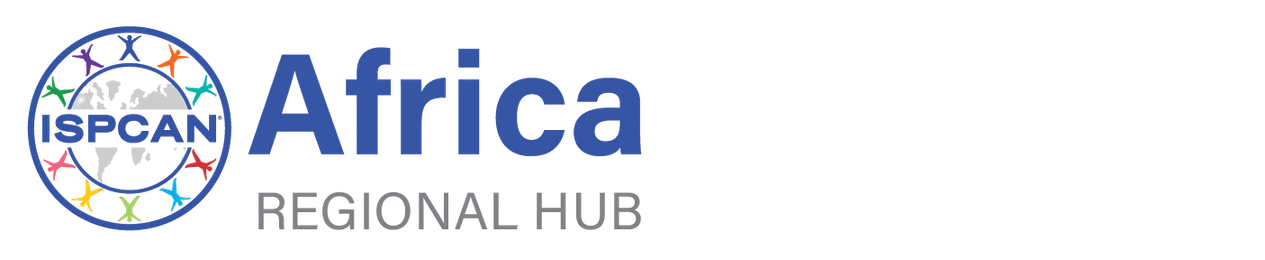 ISPCAN®
Africa
REGIONAL HUB